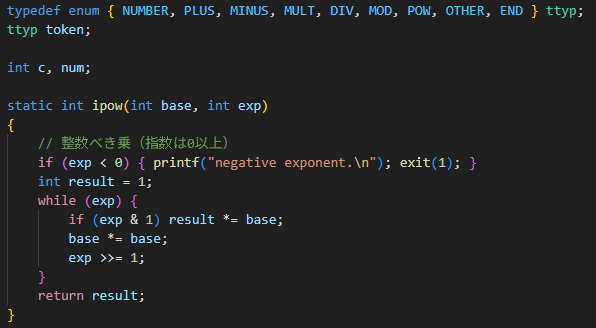 typedef enum { NUMBER, PLUS, MINUS, MULT, DIV, MOD, POW, OTHER, END } ttyp;
ttyp token;

int c, num;

static int ipow(int base, int exp)
{
    // 整数べき乗（指数は0以上）
    if (exp < 0) { printf("negative exponent.\n"); exit(1); }
    int result = 1;
    while (exp) {
        if (exp & 1) result *= base;
        base *= base;
        exp >>= 1;
    }
    return result;
}